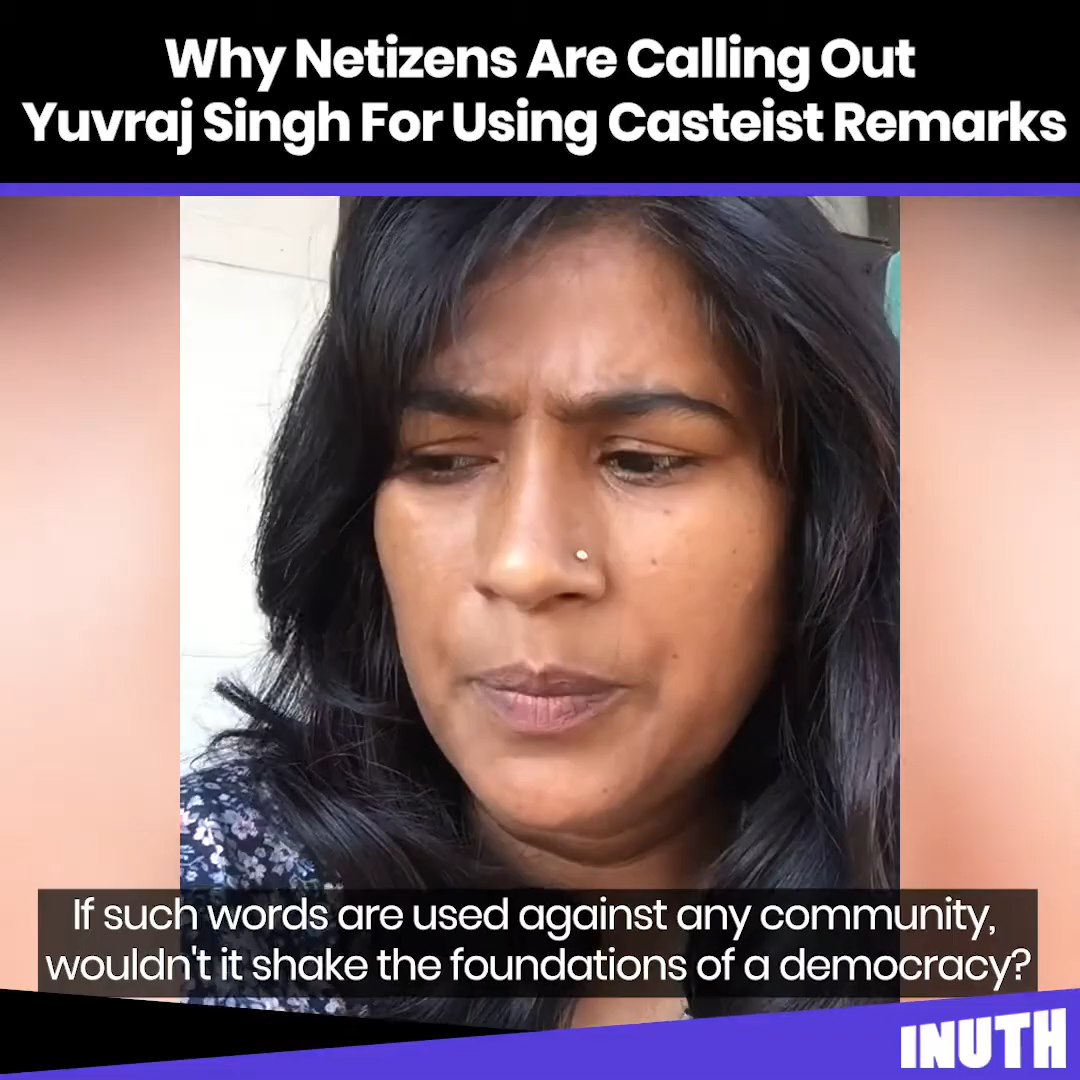 Why Netizens Are Calling Out
Yuvraj Singh For Using Casteist Remarks
If such words are used against any community,
wouldn't it shake the foundations of a democracy?
INUTH